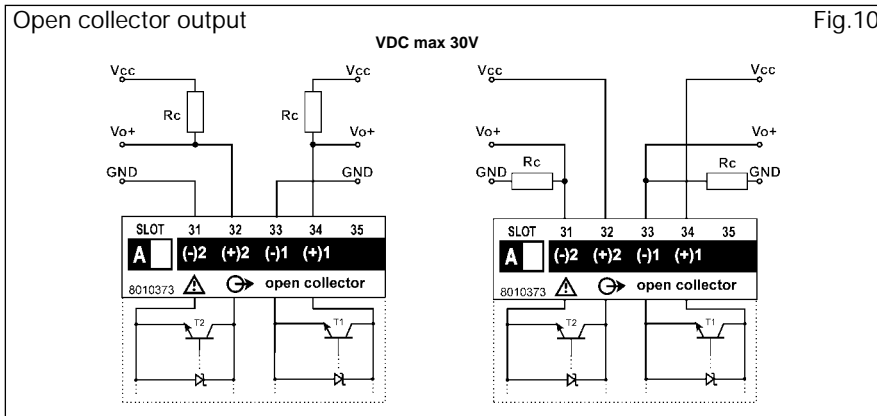 Open collector output Fig.10
VDC max 30V
Vcc Vcc Vcc Vcc
Rc Rc
Vo+ Vo+ Vo+ Vo+
GND GND GND Rc Rc GND
SLOT 31 32 33 34 35 SLOT 31 32 33 34 35
A (-)2 (+)2 (-)1 (+)1 A (-)2 (+)2 (-)1 (+)1
8010373 open collector 8010373 open collector
T2 T1 T2 T1